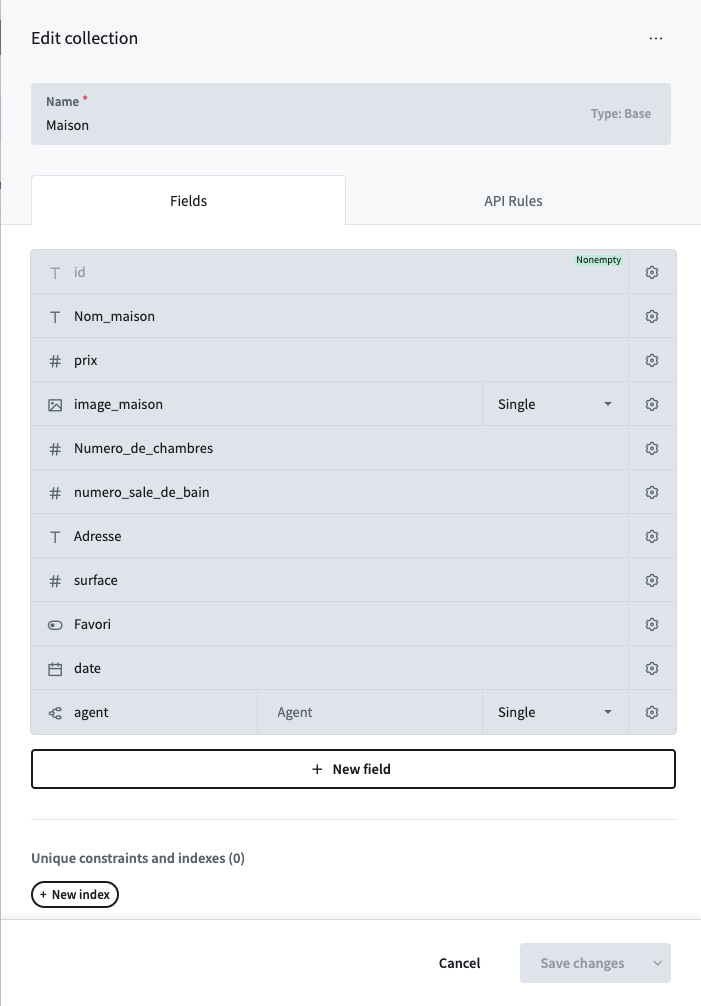 Edit collection
Name *
Maison
Type: Base
Fields
API Rules
id
Nonempty
Nom_maison
prix
image_maison
Single
Numero_de_chambres
numero_sale_de_bain
Adresse
surface
Favori
date
agent
Agent
Single
+ New field
Unique constraints and indexes (0)
+ New index
Cancel
Save changes